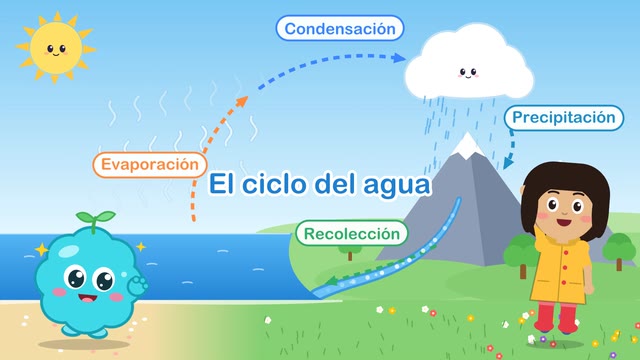 Condensación
Precipitación
Evaporación
El ciclo del agua
Recolección